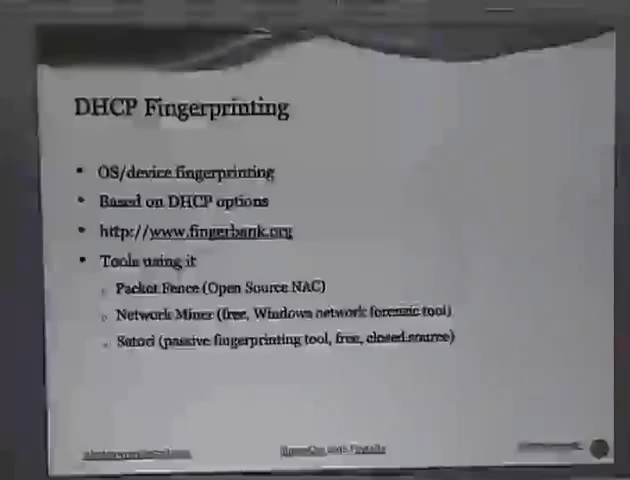 DHCP Fingerprinting
• OS/device fingerprinting
• Based on DHCP options
• http://www.fingerbank.org
• Tools using it
Packet Fence (Open Source NAC)
Network Miner (free, Windows network forensic tool)
Satori (passive fingerprinting tool, free, closed source)